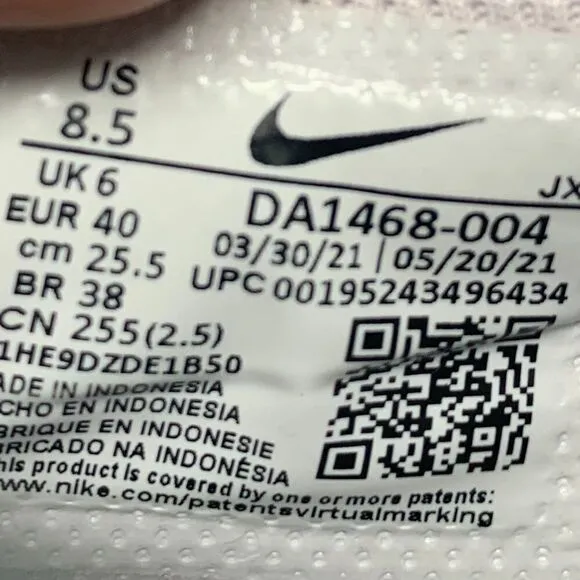 US
8.5
JX
UK 6
EUR 40
cm 25.5
BR 38
CN 255(2.5)
DA1468-004
03/30/21 | 05/20/21
UPC 00195243496434
1HE9DZDE1B50
ADE IN INDONESIA
CHO EN INDONESIA
BRIQUE EN INDONESIE
RICADO NA INDONÉSIA
his product is covered by one or more patents:
ww.nike.com/patentsvirtualmarking